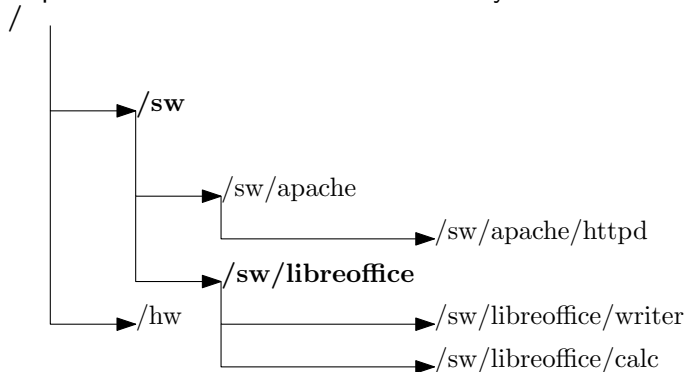 /
/sw
/sw/apache
/sw/apache/httpd
/sw/libreoffice
/hw
/sw/libreoffice/writer
/sw/libreoffice/calc